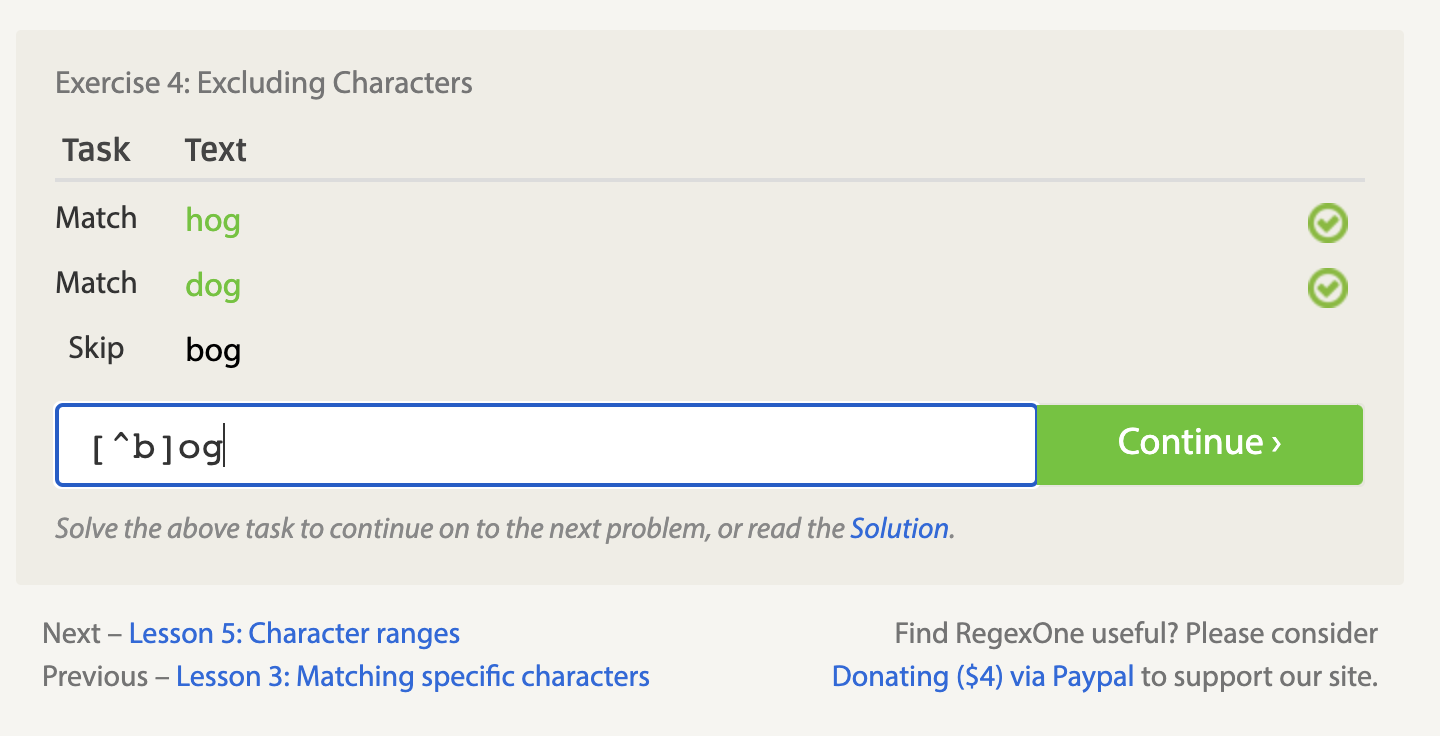 Exercise 4: Excluding Characters
Task Text
Match hog
Match dog
Skip bog
[^b]og
Continue ›
Solve the above task to continue on to the next problem, or read the Solution.
Next – Lesson 5: Character ranges
Previous – Lesson 3: Matching specific characters
Find RegexOne useful? Please consider
Donating ($4) via Paypal to support our site.